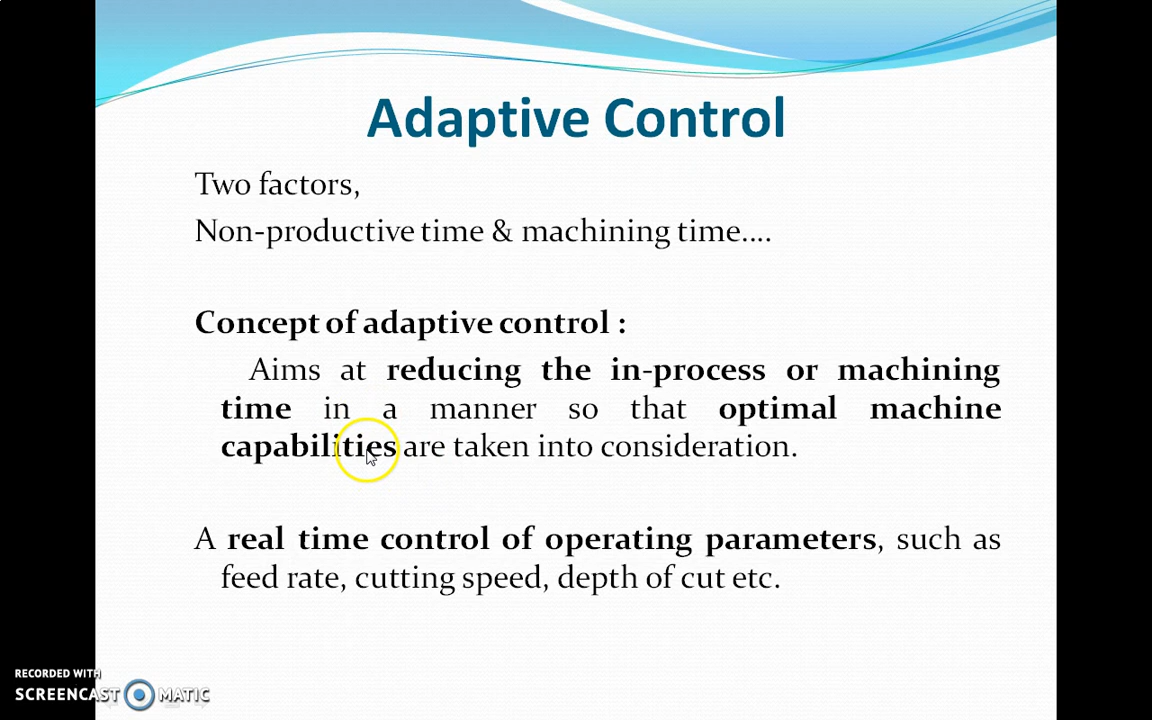 Adaptive Control
Two factors,
Non-productive time & machining time....
Concept of adaptive control :
Aims at reducing the in-process or machining
time in a manner so that optimal machine
capabilities are taken into consideration.
A real time control of operating parameters, such as
feed rate, cutting speed, depth of cut etc.
RECORDED WITH
SCREENCAST MATIC